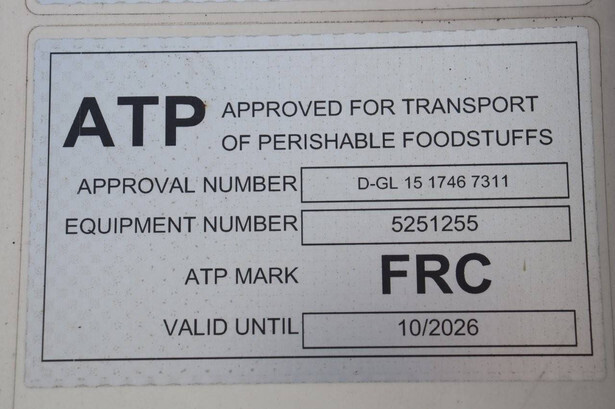 ATP APPROVED FOR TRANSPORT
OF PERISHABLE FOODSTUFFS
APPROVAL NUMBER D-GL 15 1746 7311
EQUIPMENT NUMBER 5251255
ATP MARK FRC
VALID UNTIL 10/2026